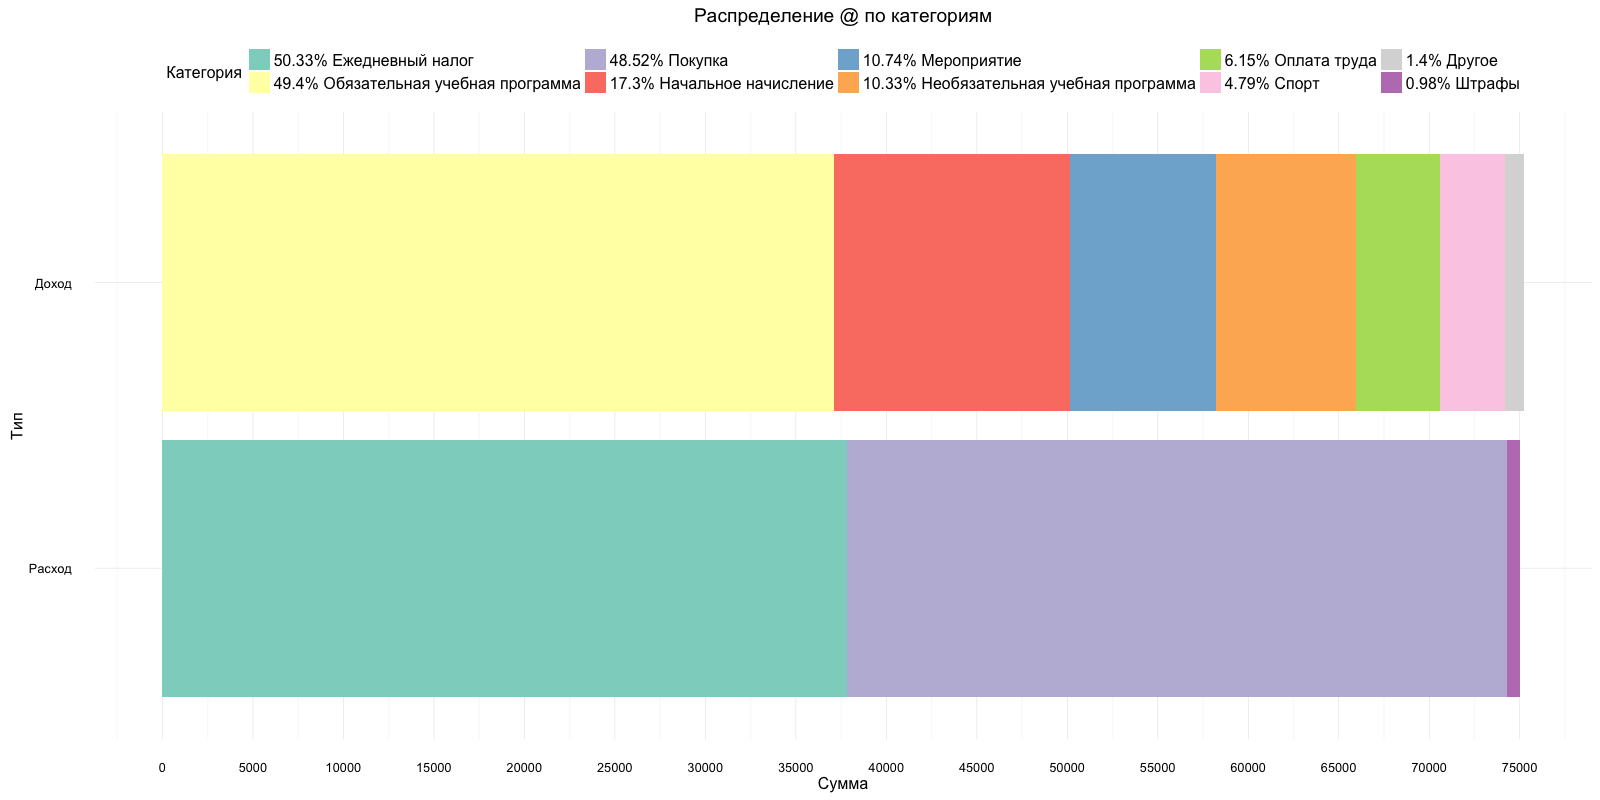 Распределение @ по категориям
Категория
50.33% Ежедневный налог
48.52% Покупка
10.74% Мероприятие
6.15% Оплата труда
1.4% Другое
49.4% Обязательная учебная программа
17.3% Начальное начисление
10.33% Необязательная учебная программа
4.79% Спорт
0.98% Штрафы
Доход
Тип
Расход
0 5000 10000 15000 20000 25000 30000 35000 40000 45000 50000 55000 60000 65000 70000 75000
Сумма